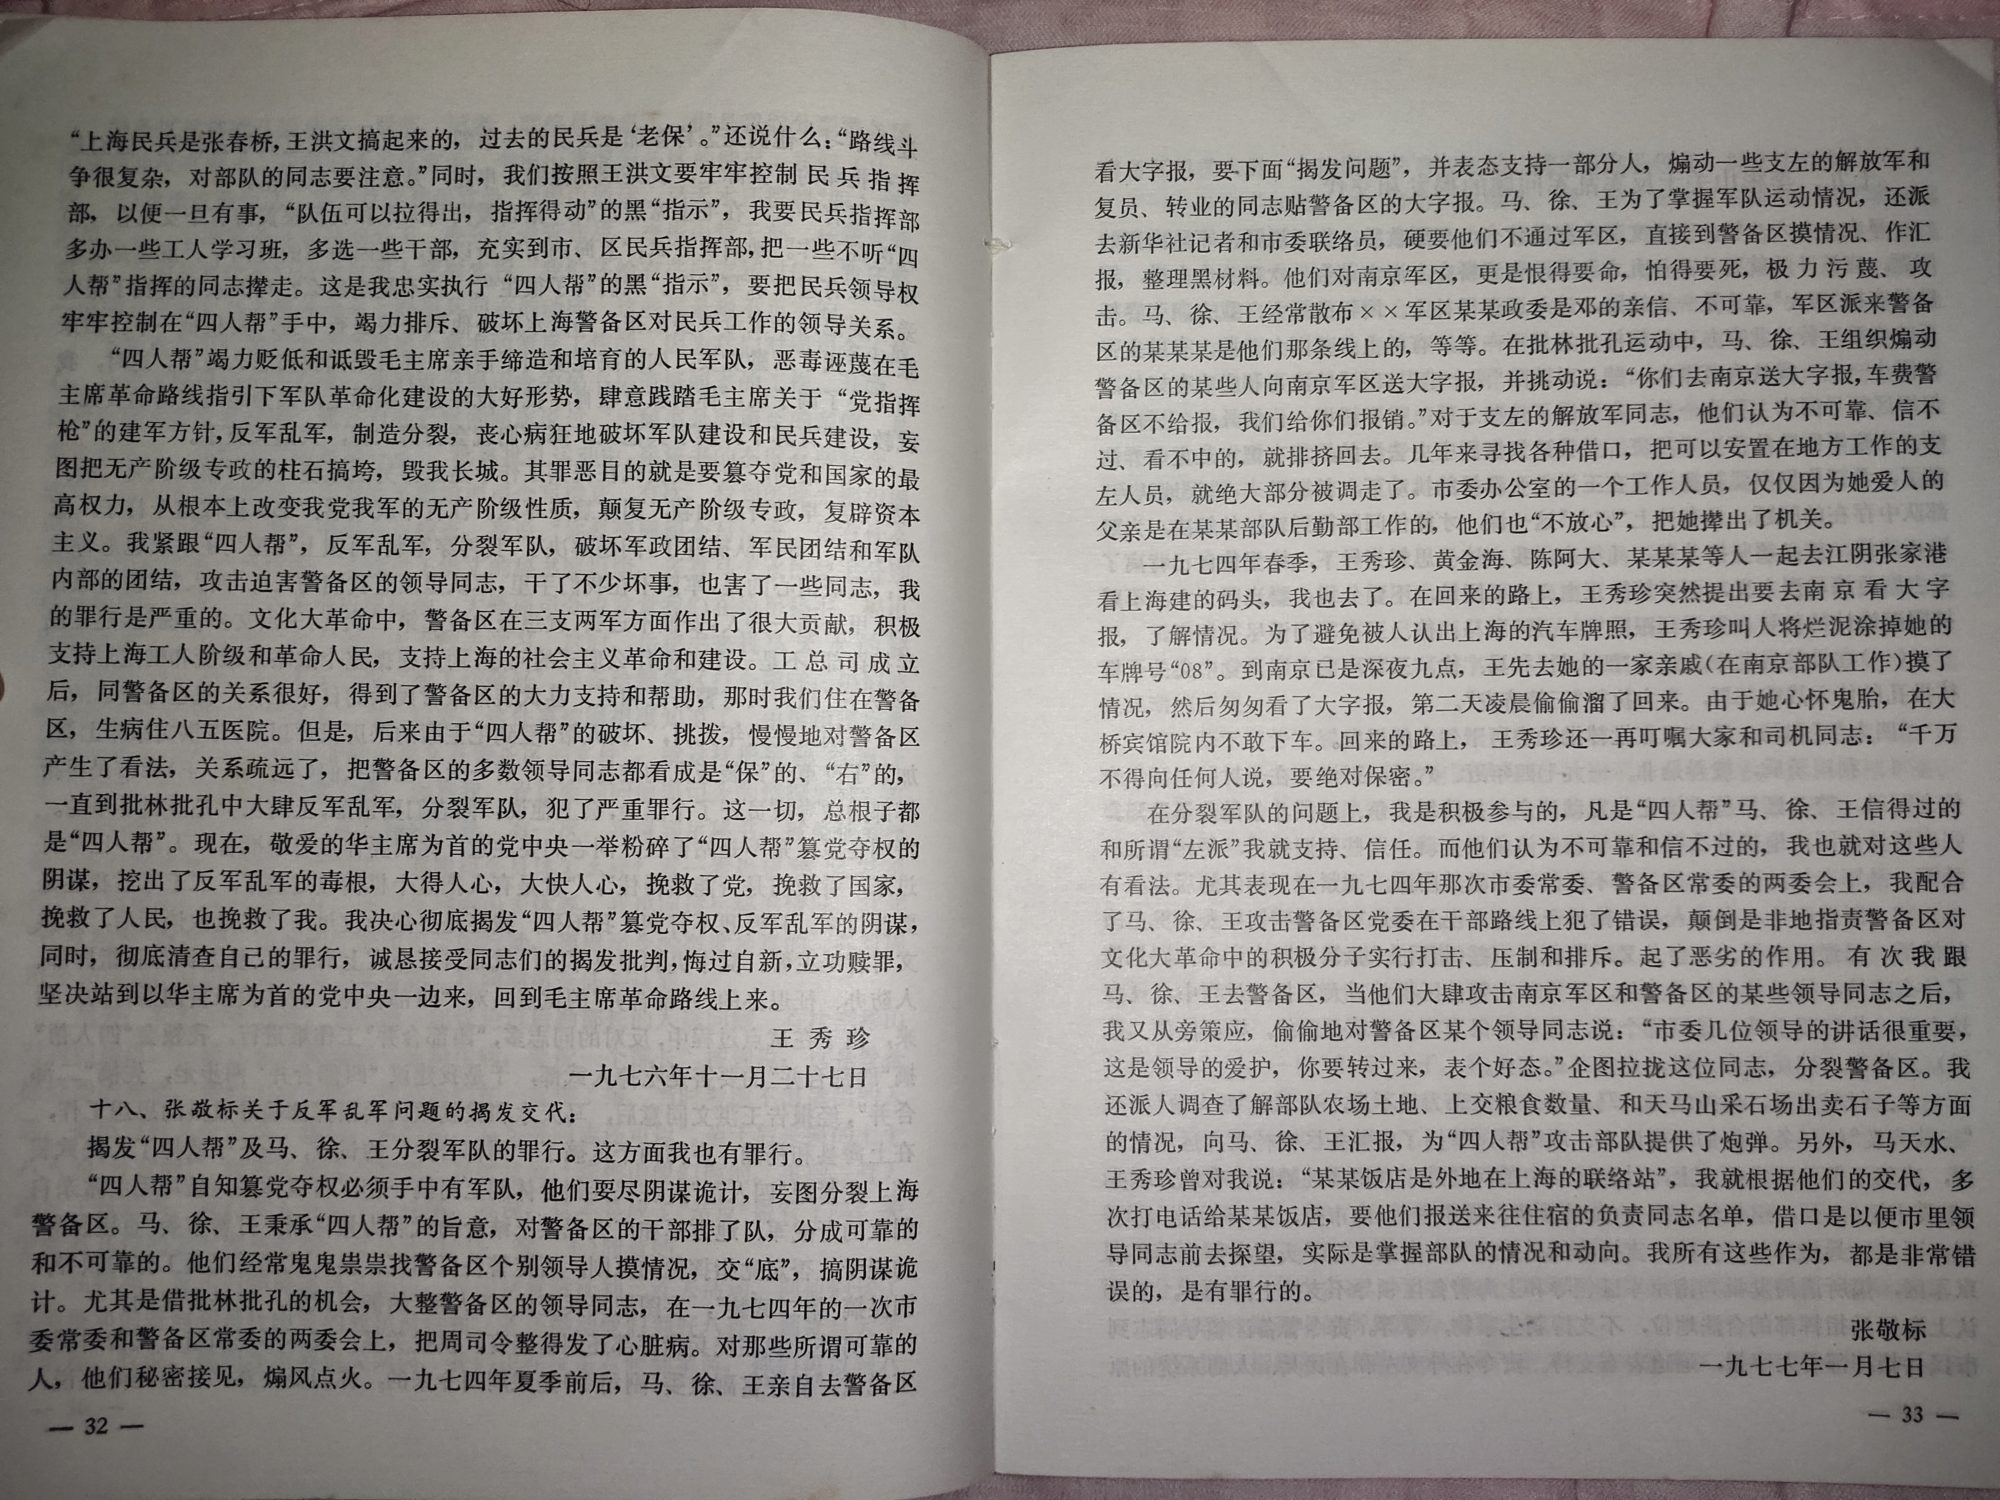 “上海民兵是张春桥，王洪文搞起来的，过去的民兵是‘老保’。”还说什么：“路线斗
争很复杂，对部队的同志要注意。”同时，我们按照王洪文要牢牢控制民兵指挥
部，以便一旦有事，“队伍可以拉得出，指挥得动”的黑“指示”，我要民兵指挥部
多办一些工人学习班，多选一些干部，充实到市、区民兵指挥部，把一些不听“四
人帮”指挥的同志撵走。这是我忠实执行“四人帮”的黑“指示”，要把民兵领导权
牢牢控制在“四人帮”手中，竭力排斥、破坏上海警备区对民兵工作的领导关系。
“四人帮”竭力贬低和诋毁毛主席亲手缔造和培育的人民军队，恶毒诬蔑在毛
主席革命路线指引下军队革命化建设的大好形势，肆意践踏毛主席关于“党指挥
枪”的建军方针，反军乱军，制造分裂，丧心病狂地破坏军队建设和民兵建设，妄
图把无产阶级专政的柱石搞垮，毁我长城。其罪恶目的就是要篡夺党和国家的最
高权力，从根本上改变我党我军的无产阶级性质，颠复无产阶级专政，复辟资本
主义。我紧跟“四人帮”，反军乱军，分裂军队，破坏军政团结、军民团结和军队
内部的团结，攻击迫害警备区的领导同志，干了不少坏事，也害了一些同志，我
的罪行是严重的。文化大革命中，警备区在三支两军方面作出了很大贡献，积极
支持上海工人阶级和革命人民，支持上海的社会主义革命和建设。工总司成立
后，同警备区的关系很好，得到了警备区的大力支持和帮助，那时我们住在警备
区，生病住八五医院。但是，后来由于“四人帮”的破坏、挑拨，慢慢地对警备区
产生了看法，关系疏远了，把警备区的多数领导同志都看成是“保”的、“右”的，
一直到批林批孔中大肆反军乱军，分裂军队，犯了严重罪行。这一切，总根子都
是“四人帮”。现在，敬爱的华主席为首的党中央一举粉碎了“四人帮”篡党夺权的
阴谋，挖出了反军乱军的毒根，大得人心，大快人心，挽救了党，挽救了国家，
挽救了人民，也挽救了我。我决心彻底揭发“四人帮”篡党夺权、反军乱军的阴谋，
同时，彻底清查自己的罪行，诚恳接受同志们的揭发批判，悔过自新，立功赎罪，
坚决站到以华主席为首的党中央一边来，回到毛主席革命路线上来。
王秀珍
一九七六年十一月二十七日
十八、张敬标关于反军乱军问题的揭发交代：
揭发“四人帮”及马、徐、王分裂军队的罪行。这方面我也有罪行。
“四人帮”自知篡党夺权必须手中有军队，他们耍尽阴谋诡计，妄图分裂上海
警备区。马、徐、王秉承“四人帮”的旨意，对警备区的干部排了队，分成可靠的
和不可靠的。他们经常鬼鬼祟祟找警备区个别领导人摸情况，交“底”，搞阴谋诡
计。尤其是借批林批孔的机会，大整警备区的领导同志，在一九七四年的一次市
委常委和警备区常委的两委会上，把周司令整得发了心脏病。对那些所谓可靠的
人，他们秘密接见，煽风点火。一九七四年夏季前后，马、徐、王亲自去警备区
— 32 —
看大字报，要下面“揭发问题”，并表态支持一部分人，煽动一些支左的解放军和
复员、转业的同志贴警备区的大字报。马、徐、王为了掌握军队运动情况，还派
去新华社记者和市委联络员，硬要他们不通过军区，直接到警备区摸情况、作汇
报，整理黑材料。他们对南京军区，更是恨得要命，怕得要死，极力污蔑、攻
击。马、徐、王经常散布××军区某某政委是邓的亲信、不可靠，军区派来警备
区的某某某是他们那条线上的，等等。在批林批孔运动中，马、徐、王组织煽动
警备区的某些人向南京军区送大字报，并挑动说：“你们去南京送大字报，车费警
备区不给报，我们给你们报销。”对于支左的解放军同志，他们认为不可靠、信不
过、看不中的，就排挤回去。几年来寻找各种借口，把可以安置在地方工作的支
左人员，就绝大部分被调走了。市委办公室的一个工作人员，仅仅因为她爱人的
父亲是在某某部队后勤部工作的，他们也“不放心”，把她撵出了机关。
一九七四年春季，王秀珍、黄金海、陈阿大、某某某等人一起去江阴张家港
看上海建的码头，我也去了。在回来的路上，王秀珍突然提出要去南京看大字
报，了解情况。为了避免被人认出上海的汽车牌照，王秀珍叫人将烂泥涂掉她的
车牌号“08”。到南京已是深夜九点，王先去她的一家亲戚（在南京部队工作）摸了
情况，然后匆匆看了大字报，第二天凌晨偷偷溜了回来。由于她心怀鬼胎，在大
桥宾馆院内不敢下车。回来的路上，王秀珍还一再叮嘱大家和司机同志：“千万
不得向任何人说，要绝对保密。”
在分裂军队的问题上，我是积极参与的，凡是“四人帮”马、徐、王信得过的
和所谓“左派”我就支持、信任。而他们认为不可靠和信不过的，我也就对这些人
有看法。尤其表现在一九七四年那次市委常委、警备区常委的两委会上，我配合
了马、徐、王攻击警备区党委在干部路线上犯了错误，颠倒是非地指责警备区对
文化大革命中的积极分子实行打击、压制和排斥。起了恶劣的作用。有次我跟
马、徐、王去警备区，当他们大肆攻击南京军区和警备区的某些领导同志之后，
我又从旁策应，偷偷地对警备区某个领导同志说：“市委几位领导的讲话很重要，
这是领导的爱护，你要转过来，表个好态。”企图拉拢这位同志，分裂警备区。我
还派人调查了解部队农场土地、上交粮食数量、和天马山采石场出卖石子等方面
的情况，向马、徐、王汇报，为“四人帮”攻击部队提供了炮弹。另外，马天水、
王秀珍曾对我说：“某某饭店是外地在上海的联络站”，我就根据他们的交代，多
次打电话给某某饭店，要他们报送来往住宿的负责同志名单，借口是以便市里领
导同志前去探望，实际是掌握部队的情况和动向。我所有这些作为，都是非常错
误的，是有罪行的。
张敬标
一九七七年一月七日
— 33 —